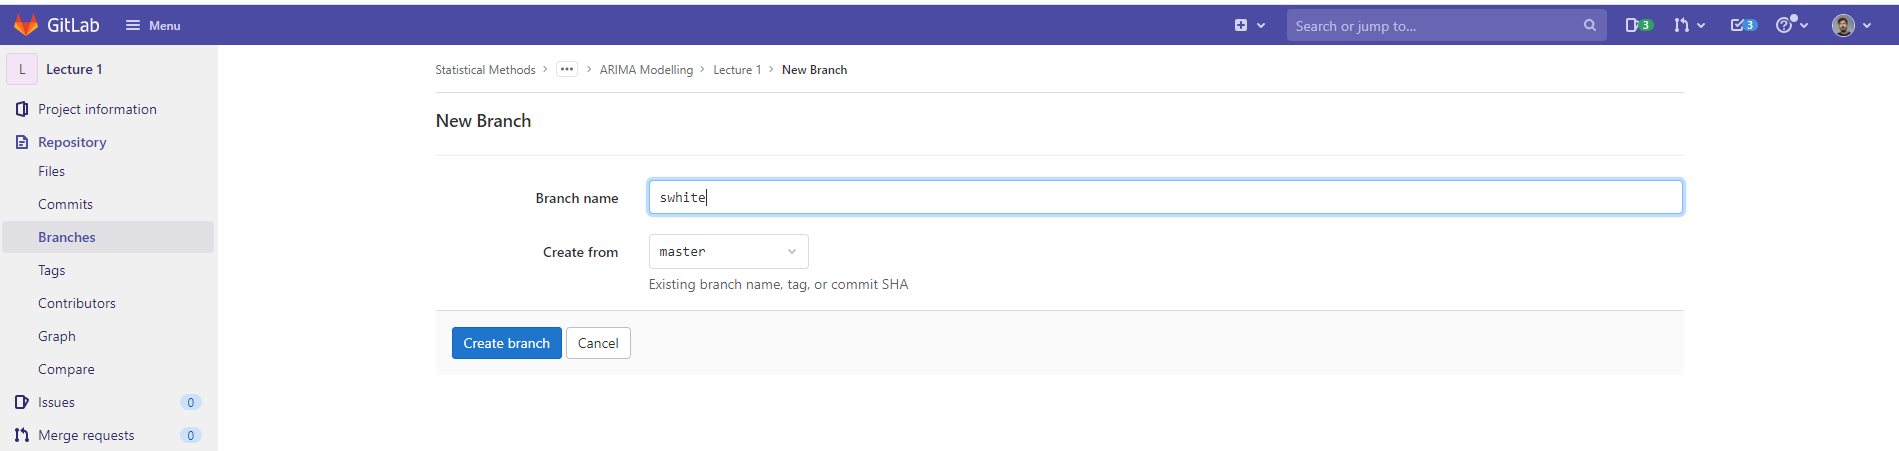 GitLab Menu Search or jump to... 3 3
L Lecture 1
Project information
Repository
Files
Commits
Branches
Tags
Contributors
Graph
Compare
Issues 0
Merge requests 0
Statistical Methods > ••• > ARIMA Modelling > Lecture 1 > New Branch
New Branch
Branch name swhite
Create from master
Existing branch name, tag, or commit SHA
Create branch Cancel